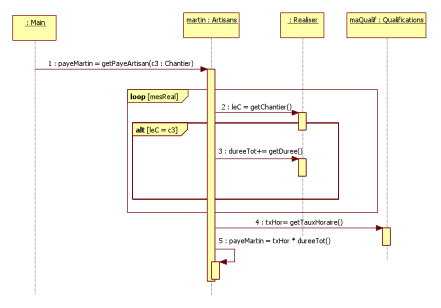 : Main
martin : Artisans
: Realiser
maQualif : Qualifications
1 : payeMartin = getPayeArtisan(c3 : Chantier)
loop [mesReal]
2 : leC = getChantier()
alt [leC = c3]
3 : dureeTot+= getDuree()
4 : txHor= getTauxHoraire()
5 : payeMartin = txHor * dureeTot()